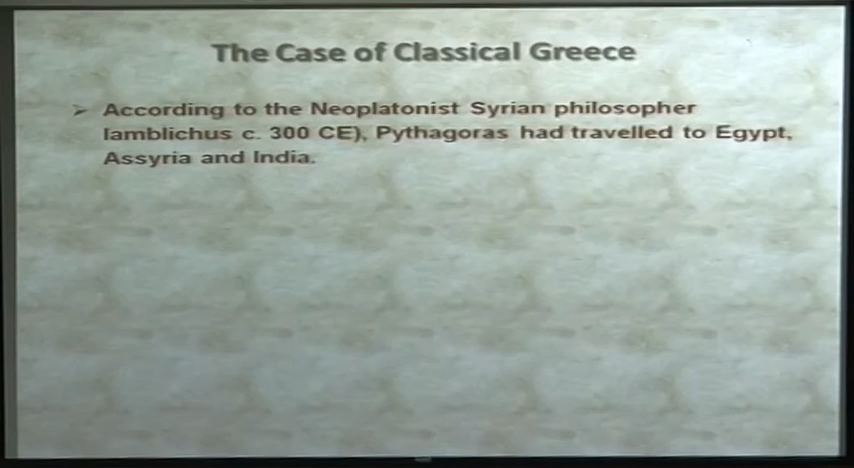 The Case of Classical Greece
➢ According to the Neoplatonist Syrian philosopher
Iamblichus c. 300 CE), Pythagoras had travelled to Egypt,
Assyria and India.